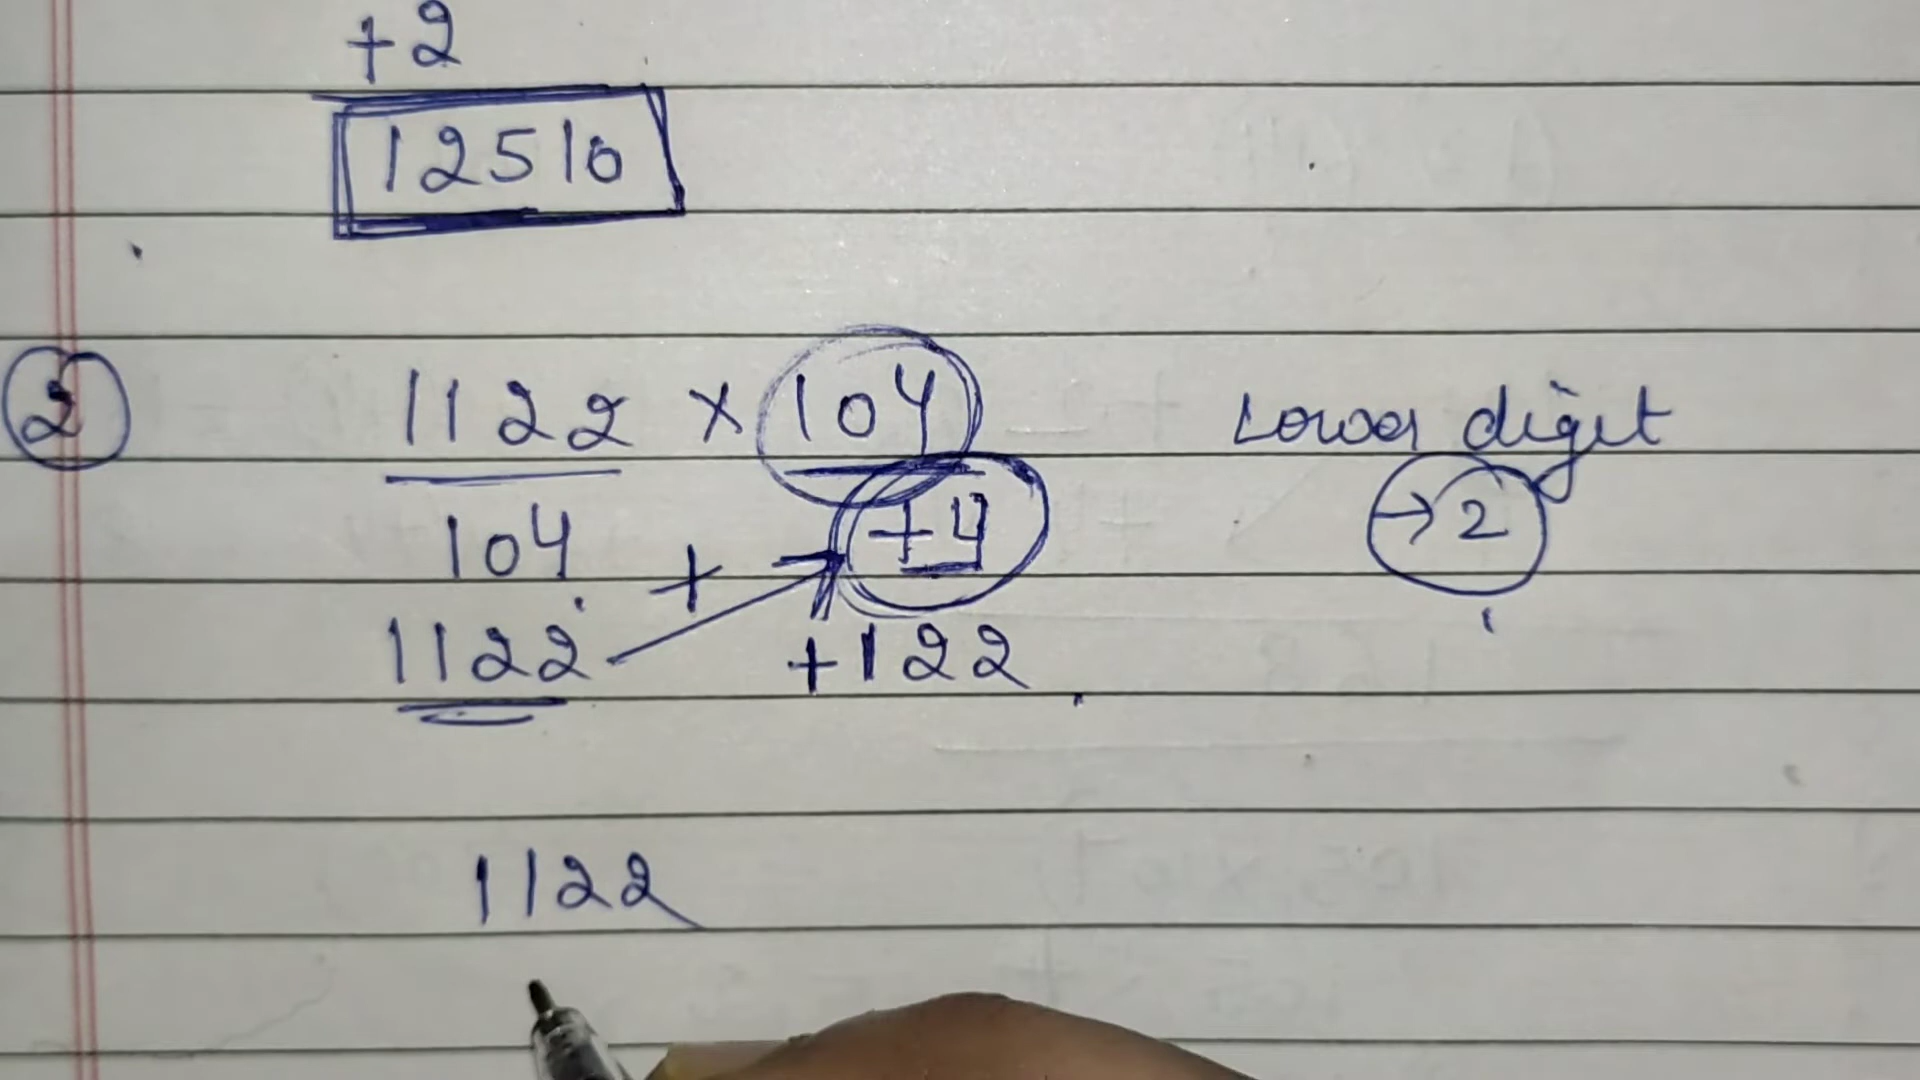 +2
12510
2 1122 × 104 Lower digit
104 +4 → 2
+
1122 +122
1122